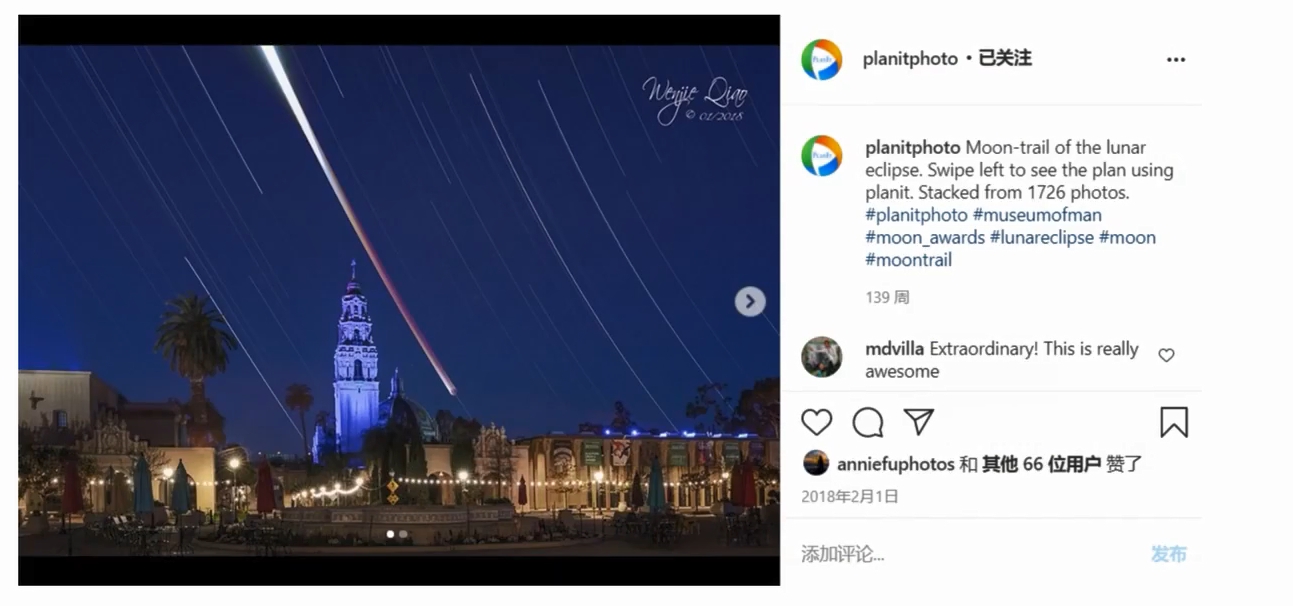 Wenjie Qiao
© 01/2018
planitphoto • 已关注
planitphoto Moon-trail of the lunar
eclipse. Swipe left to see the plan using
planit. Stacked from 1726 photos.
#planitphoto #museumofman
#moon_awards #lunareclipse #moon
#moontrail
139 周
mdvilla Extraordinary! This is really
awesome
anniefuphotos 和 其他 66 位用户 赞了
2018年2月1日
添加评论...
发布